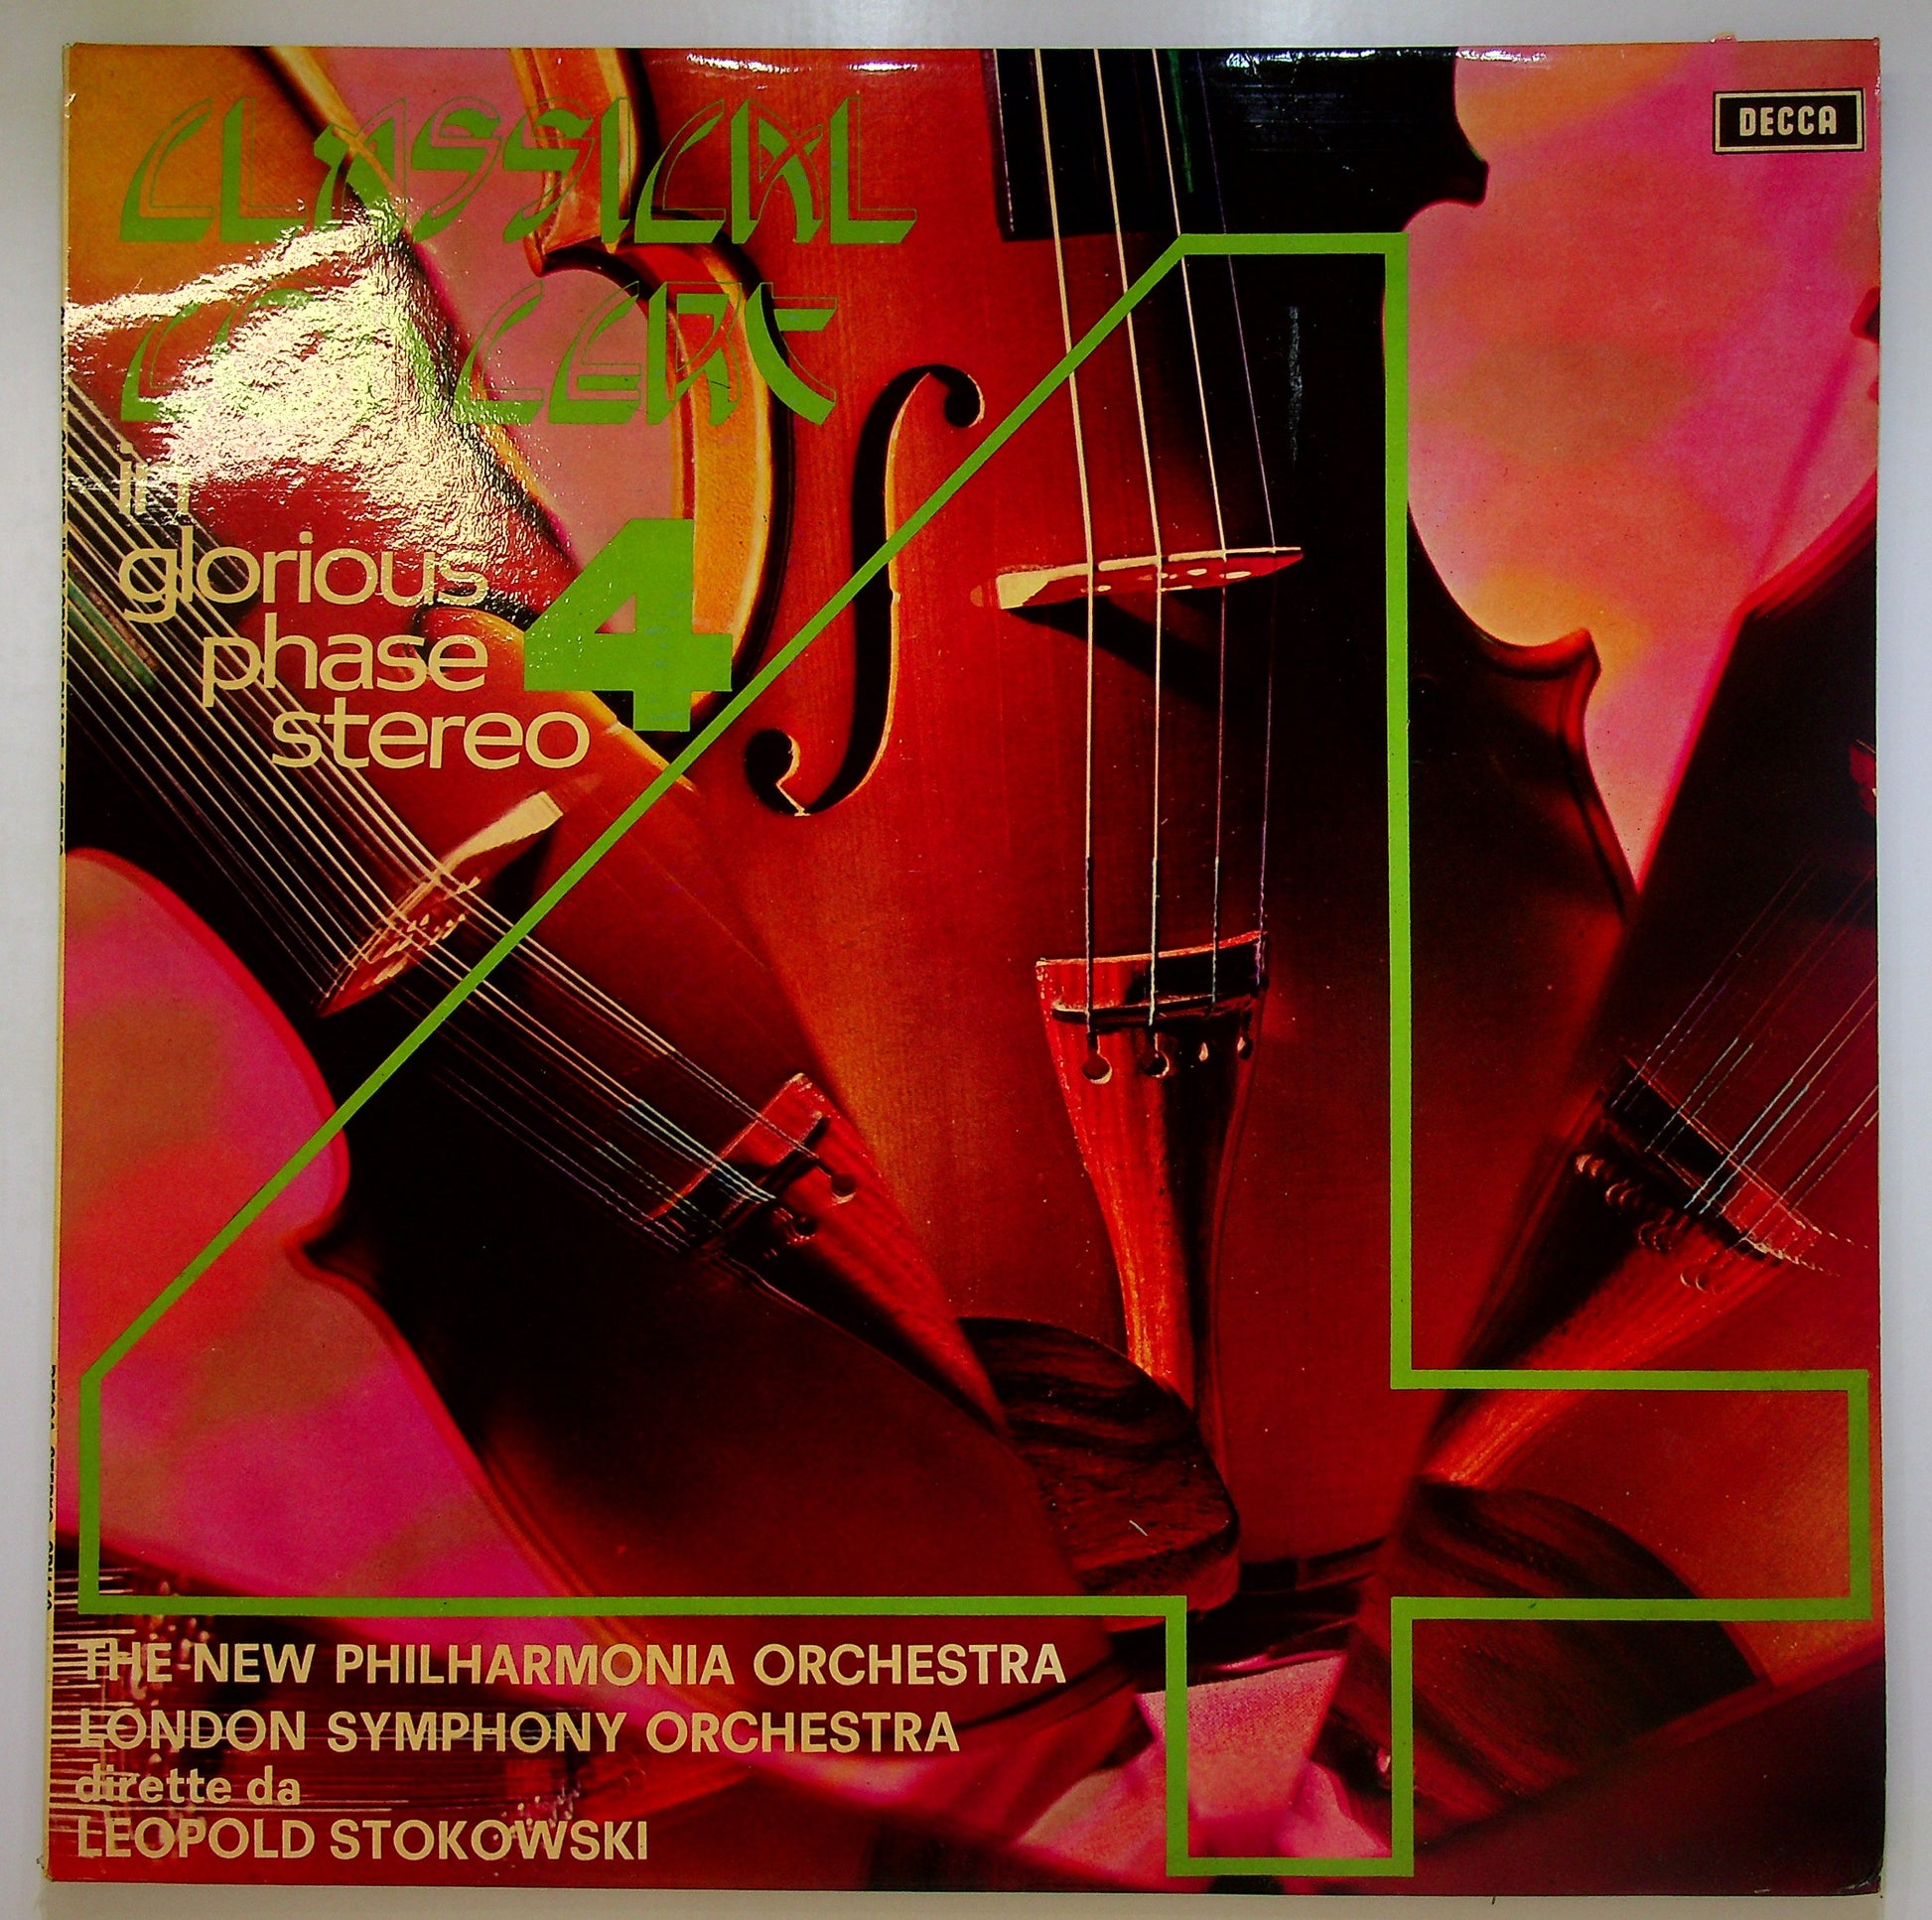 CLASSICAL
CONCERT
DECCA
in
glorious
phase 4
stereo
THE NEW PHILHARMONIA ORCHESTRA
LONDON SYMPHONY ORCHESTRA
dirette da
LEOPOLD STOKOWSKI